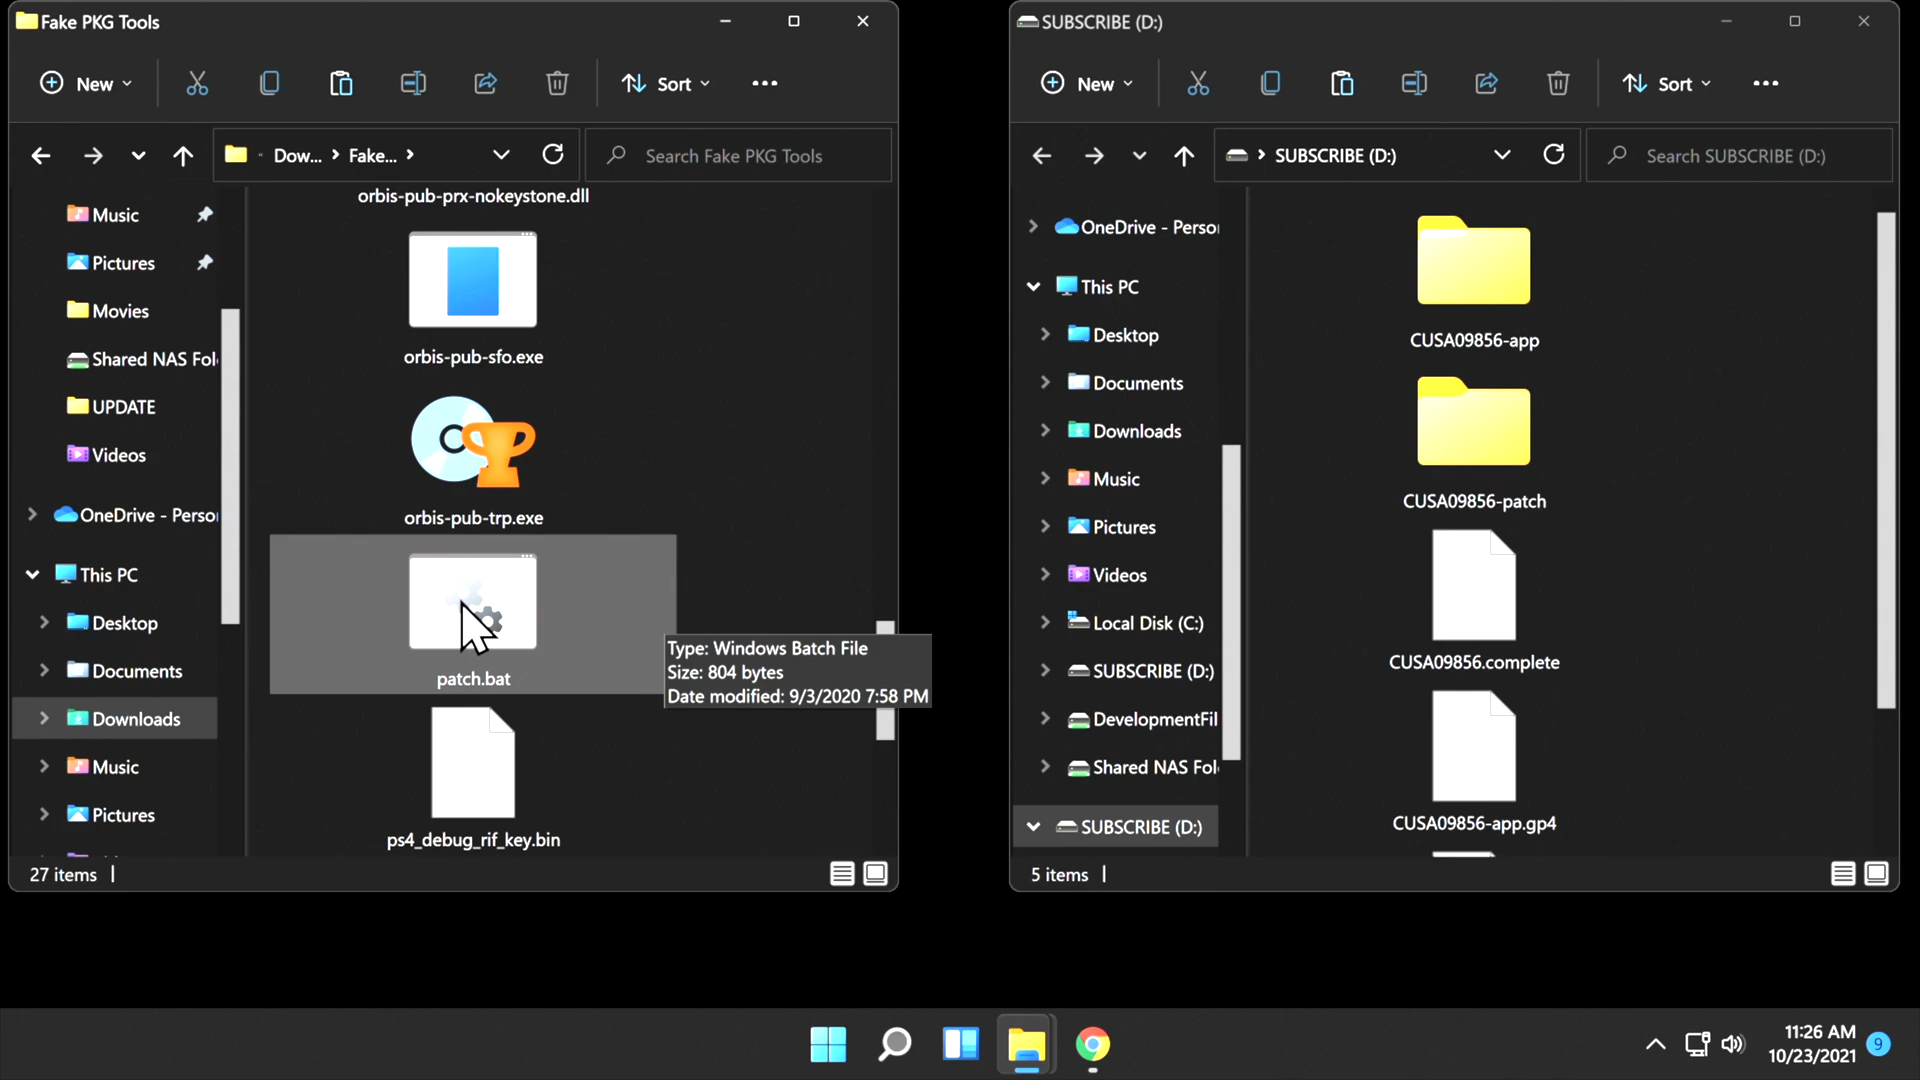 Fake PKG Tools
New
Sort
Dow...
Fake...
Search Fake PKG Tools
Music
Pictures
Movies
Shared NAS Fol
UPDATE
Videos
OneDrive - Person
This PC
Desktop
Documents
Downloads
Music
Pictures
orbis-pub-prx-nokeystone.dll
orbis-pub-sfo.exe
orbis-pub-trp.exe
patch.bat
Type: Windows Batch File
Size: 804 bytes
Date modified: 9/3/2020 7:58 PM
ps4_debug_rif_key.bin
27 items
SUBSCRIBE (D:)
New
Sort
SUBSCRIBE (D:)
Search SUBSCRIBE (D:)
OneDrive - Person
This PC
Desktop
Documents
Downloads
Music
Pictures
Videos
Local Disk (C:)
SUBSCRIBE (D:)
DevelopmentFil
Shared NAS Fol
SUBSCRIBE (D:)
CUSA09856-app
CUSA09856-patch
CUSA09856.complete
CUSA09856-app.gp4
5 items
11:26 AM
10/23/2021
9